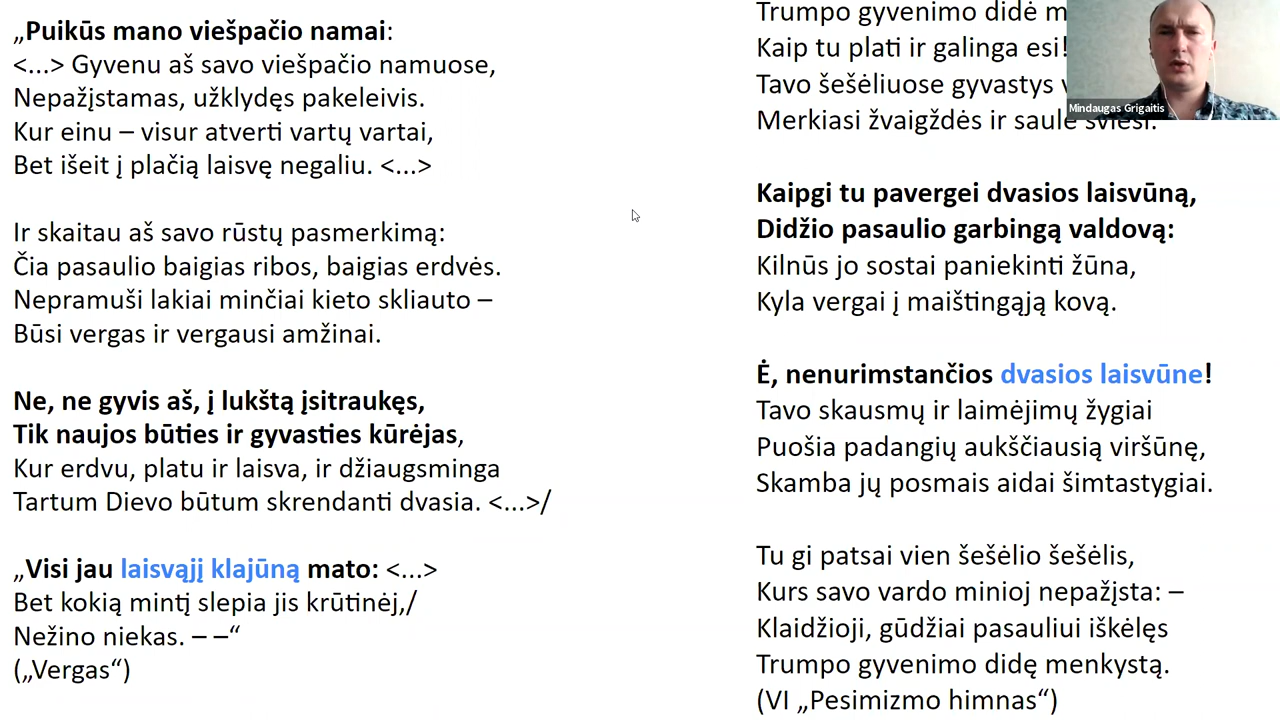 „Puikūs mano viešpačio namai:
<...> Gyvenu aš savo viešpačio namuose,
Nepažįstamas, užklydęs pakeleivis.
Kur einu – visur atverti vartų vartai,
Bet išeit į plačią laisvę negaliu. <...>
Ir skaitau aš savo rūstų pasmerkimą:
Čia pasaulio baigias ribos, baigias erdvės.
Nepramuši lakiai minčiai kieto skliauto –
Būsi vergas ir vergausi amžinai.
Ne, ne gyvis aš, į lukštą įsitraukęs,
Tik naujos būties ir gyvasties kūrėjas,
Kur erdvu, platu ir laisva, ir džiaugsminga
Tartum Dievo būtum skrendanti dvasia. <...>/
„Visi jau laisvąjį klajūną mato: <...>
Bet kokią mintį slepia jis krūtinėj,/
Nežino niekas. – –“
(„Vergas“)
Trumpo gyvenimo didė
Kaip tu plati ir galinga esi!
Tavo šešėliuose gyvastys
Merkiasi žvaigždės ir saulė šviesi.
Kaipgi tu pavergei dvasios laisvūną,
Didžio pasaulio garbingą valdovą:
Kilnūs jo sostai paniekinti žūna,
Kyla vergai į maištingąją kovą.
Ė, nenurimstančios dvasios laisvūne!
Tavo skausmų ir laimėjimų žygiai
Puošia padangių aukščiausią viršūnę,
Skamba jų posmais aidai šimtastygiai.
Tu gi patsai vien šešėlio šešėlis,
Kurs savo vardo minioj nepažįsta: –
Klaidžioji, gūdžiai pasauliui iškėlęs
Trumpo gyvenimo didę menkystą.
(VI „Pesimizmo himnas“)
Mindaugas Grigaitis